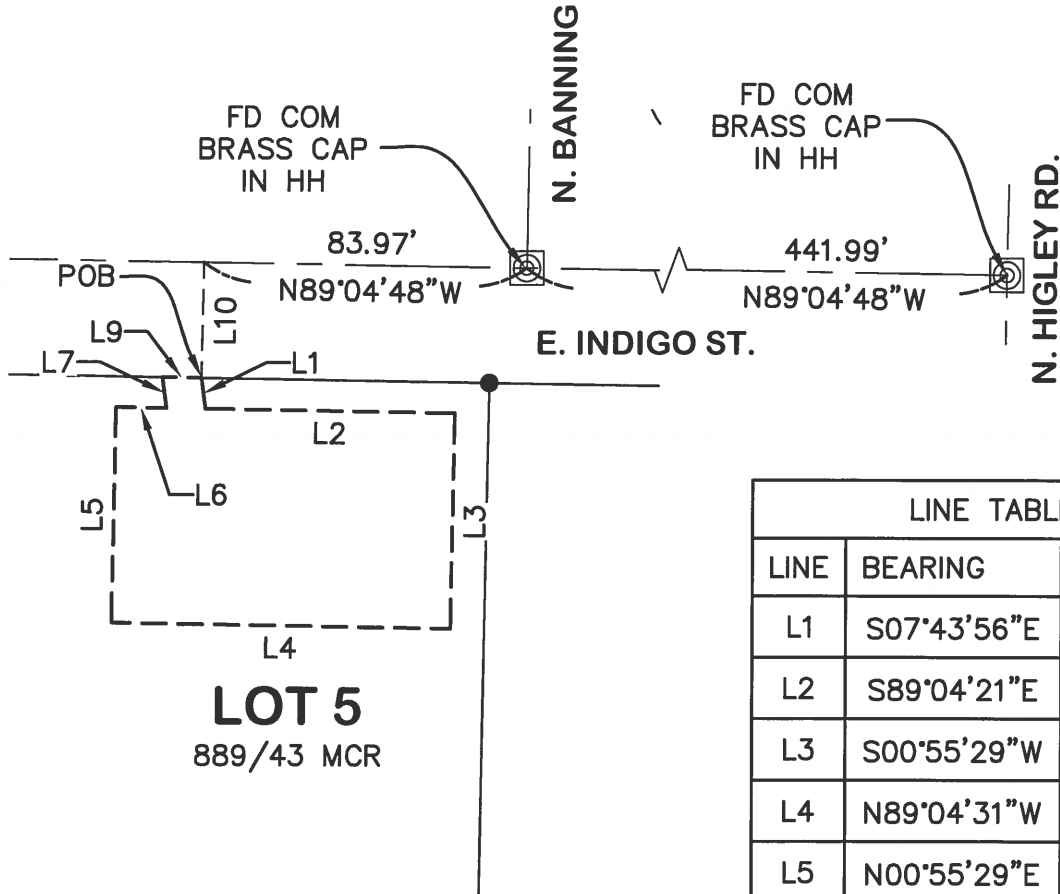 N. BANNING
FD COM
BRASS CAP
IN HH
FD COM
BRASS CAP
IN HH
N. HIGLEY RD.
83.97'
N89°04'48"W
441.99'
N89°04'48"W
POB
L10
L9
L7
L1
E. INDIGO ST.
L2
L6
L5
L3
L4
LOT 5
889/43 MCR
LINE TABL
LINE BEARING
L1 S07°43'56"E
L2 S89°04'21"E
L3 S00°55'29"W
L4 N89°04'31"W
L5 N00°55'29"E